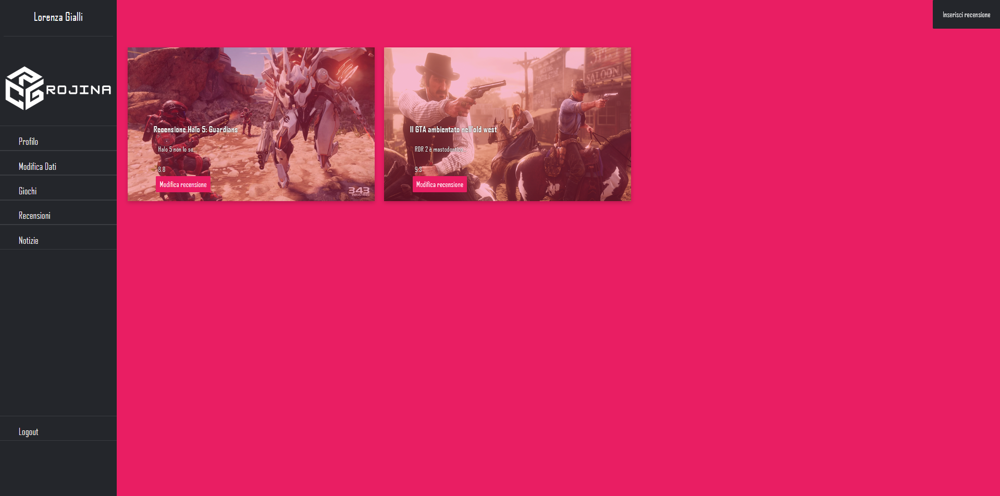 Lorenza Gialli
Inserisci recensione
ROJINA
Profilo
Modifica Dati
Giochi
Recensioni
Notizie
Logout
Recensione Halo 5: Guardians
Halo 5 non lo so...
8.8
Modifica recensione
343
INDUSTRIES
SALOON
Il GTA ambientato nell'old west
RDR 2 è mastodontico...
9.3
Modifica recensione